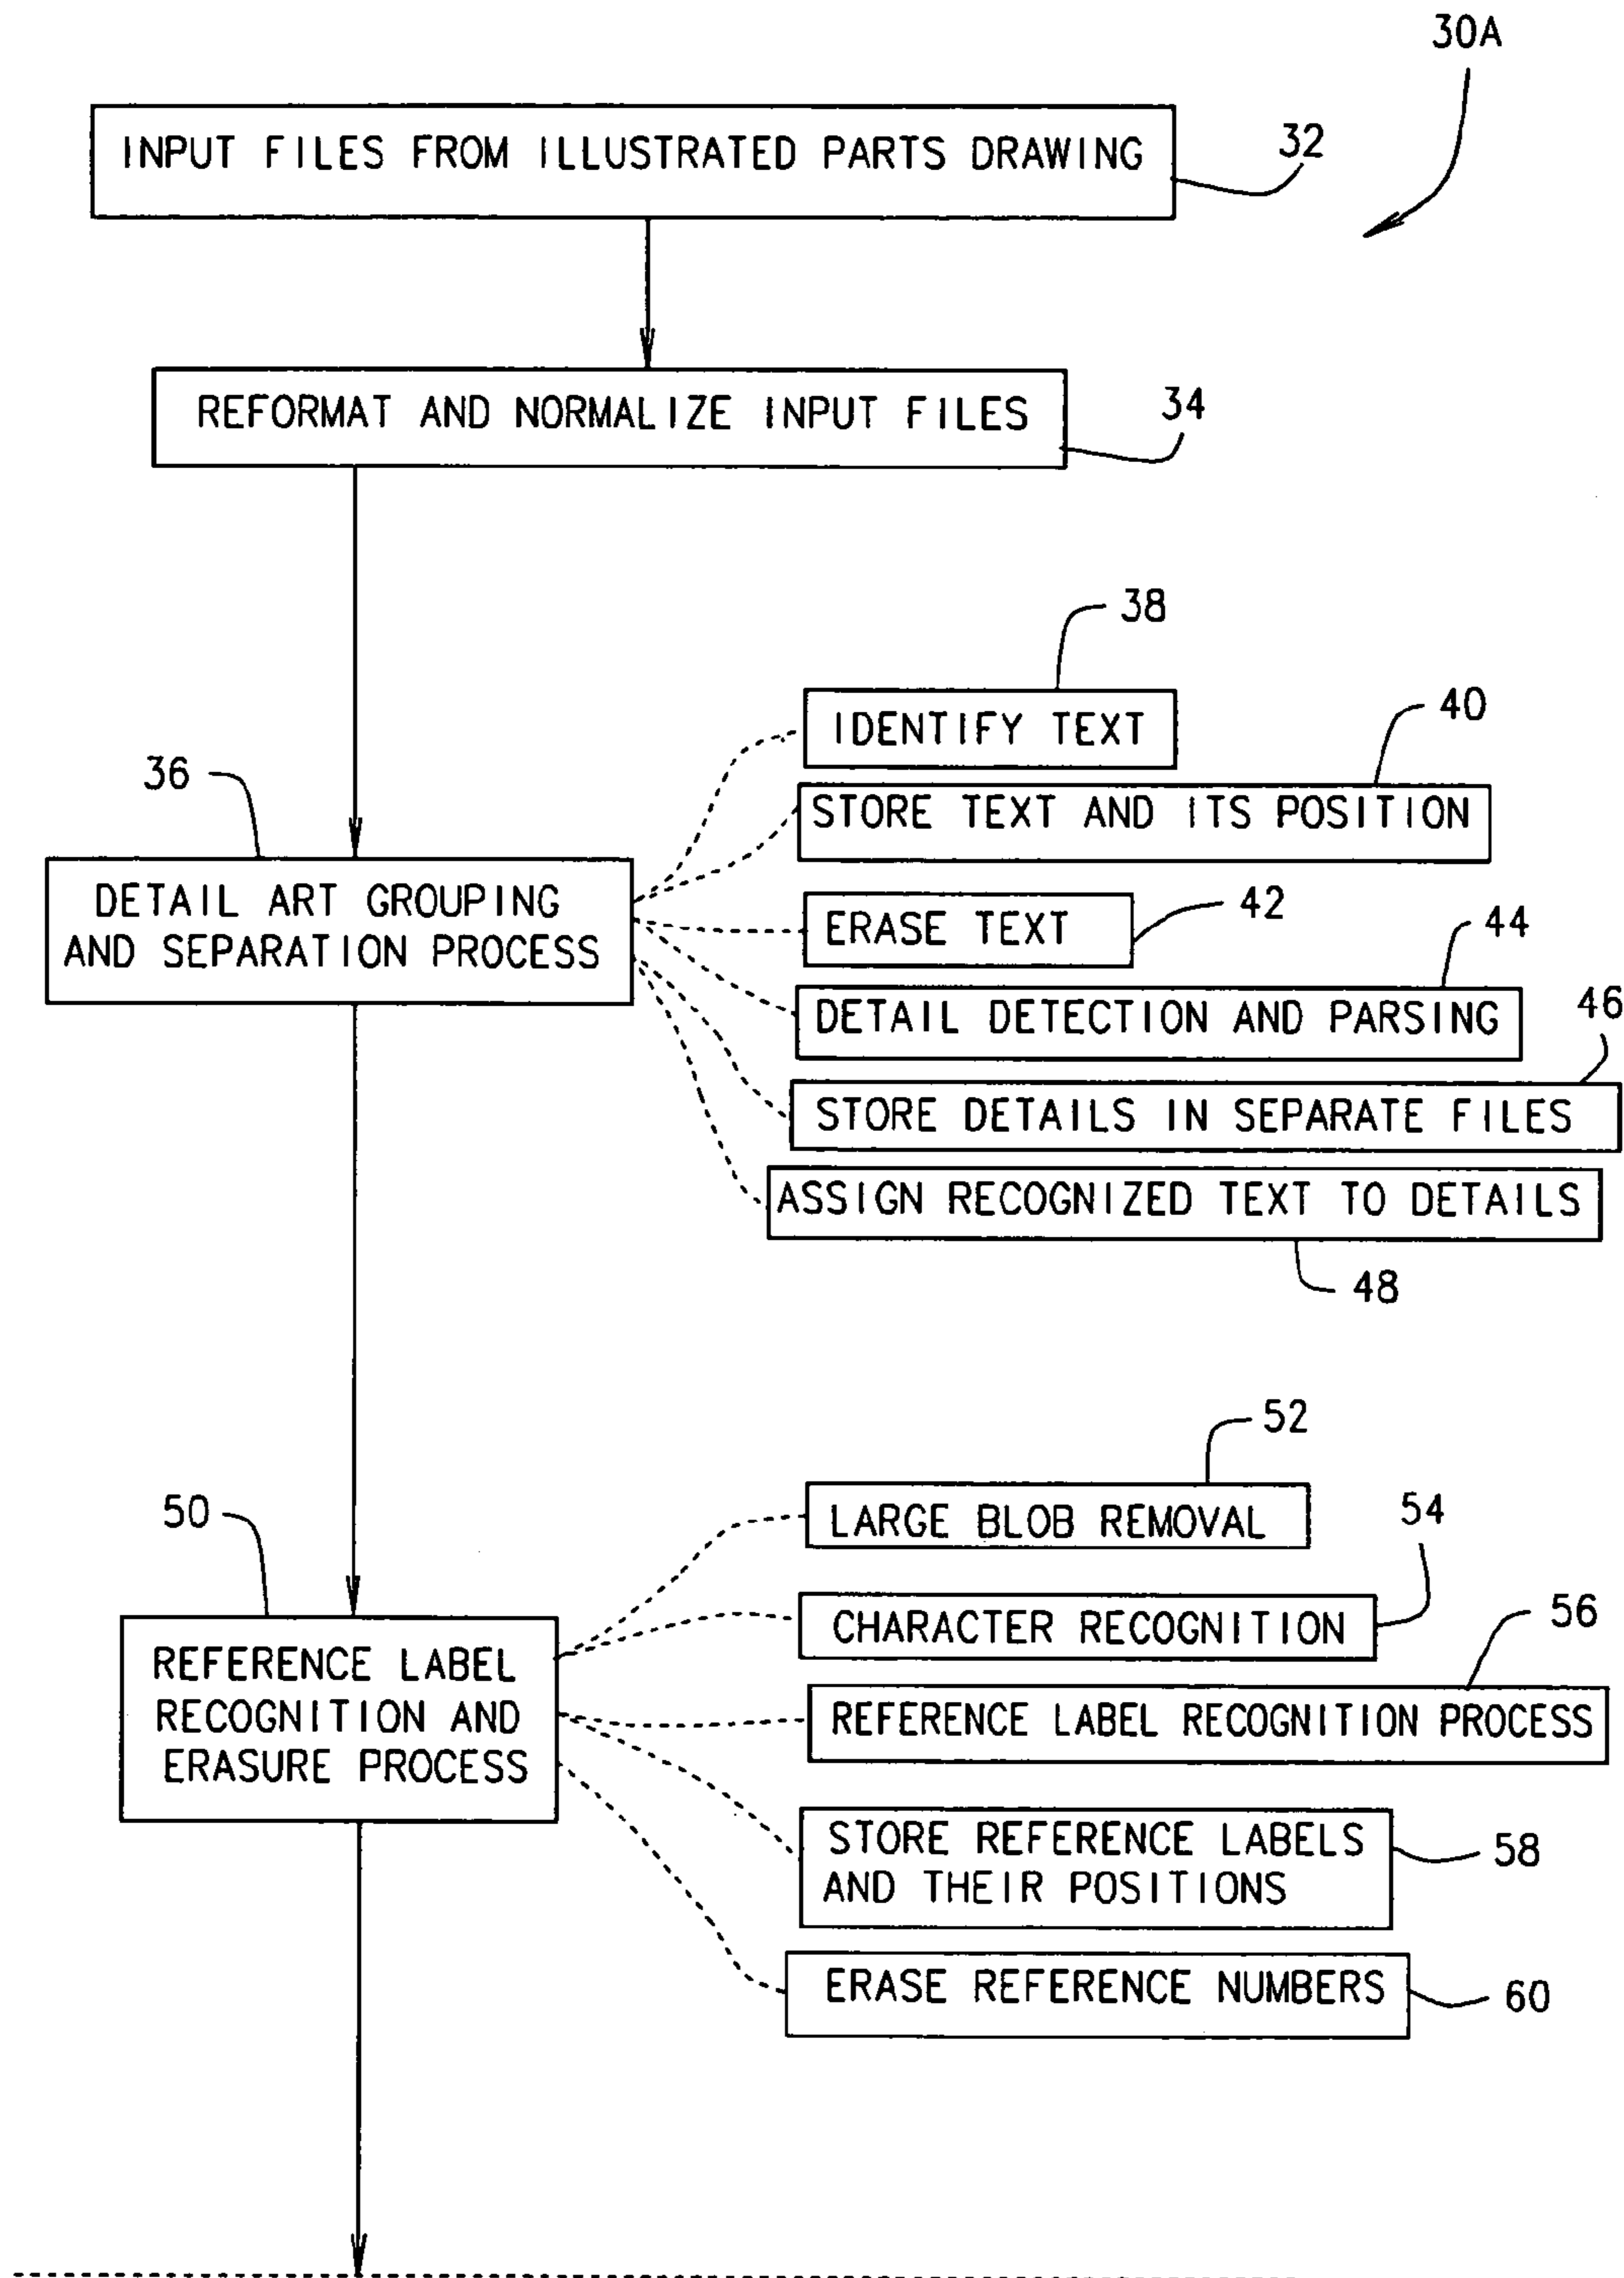 30A
INPUT FILES FROM ILLUSTRATED PARTS DRAWING
32
REFORMAT AND NORMALIZE INPUT FILES
34
38
IDENTIFY TEXT
40
STORE TEXT AND ITS POSITION
36
DETAIL ART GROUPING
AND SEPARATION PROCESS
ERASE TEXT
42
44
DETAIL DETECTION AND PARSING
46
STORE DETAILS IN SEPARATE FILES
ASSIGN RECOGNIZED TEXT TO DETAILS
48
52
LARGE BLOB REMOVAL
50
54
CHARACTER RECOGNITION
REFERENCE LABEL
RECOGNITION AND
ERASURE PROCESS
56
REFERENCE LABEL RECOGNITION PROCESS
STORE REFERENCE LABELS
AND THEIR POSITIONS
58
ERASE REFERENCE NUMBERS
60